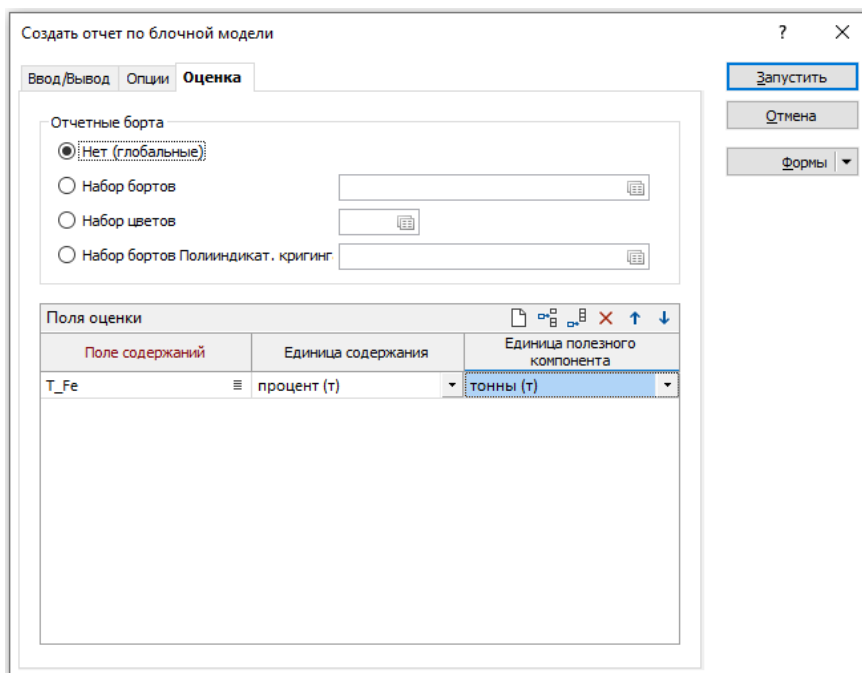 Создать отчет по блочной модели
?
Ввод/Вывод Опции Оценка
Запустить
Отмена
Формы
Отчетные борта
Нет (глобальные)
Набор бортов
Набор цветов
Набор бортов Полииндикат. кригинг
Поля оценки
Поле содержаний
Единица содержания
Единица полезного
компонента
T_Fe
процент (т)
тонны (т)